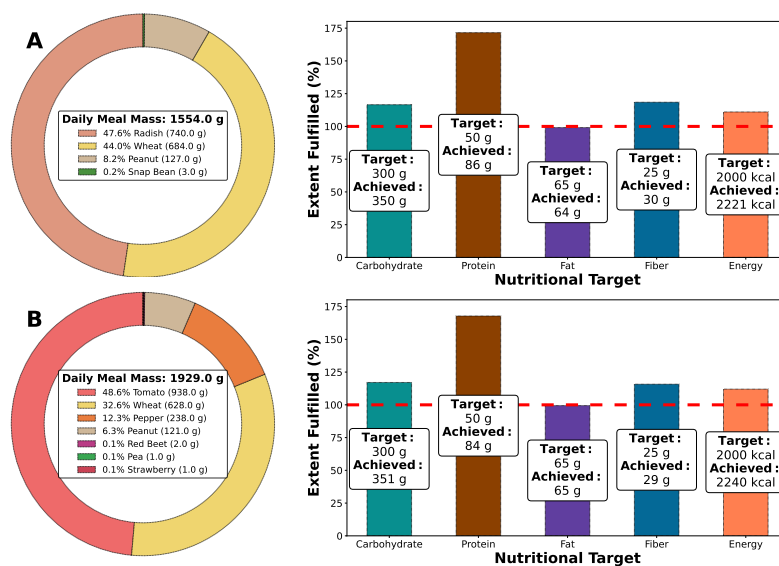 A
Daily Meal Mass: 1554.0 g
47.6% Radish (740.0 g)
44.0% Wheat (684.0 g)
8.2% Peanut (127.0 g)
0.2% Snap Bean (3.0 g)
Extent Fulfilled (%)
175
150
125
100
75
50
25
0
Target:
300 g
Achieved:
350 g
Target:
50 g
Achieved:
86 g
Target:
65 g
Achieved:
64 g
Target:
25 g
Achieved:
30 g
Target:
2000 kcal
Achieved:
2221 kcal
Carbohydrate
Protein
Fat
Fiber
Energy
Nutritional Target
B
Daily Meal Mass: 1929.0 g
48.6% Tomato (938.0 g)
32.6% Wheat (628.0 g)
12.3% Pepper (238.0 g)
6.3% Peanut (121.0 g)
0.1% Red Beet (2.0 g)
0.1% Pea (1.0 g)
0.1% Strawberry (1.0 g)
Extent Fulfilled (%)
175
150
125
100
75
50
25
0
Target:
300 g
Achieved:
351 g
Target:
50 g
Achieved:
84 g
Target:
65 g
Achieved:
65 g
Target:
25 g
Achieved:
29 g
Target:
2000 kcal
Achieved:
2240 kcal
Carbohydrate
Protein
Fat
Fiber
Energy
Nutritional Target